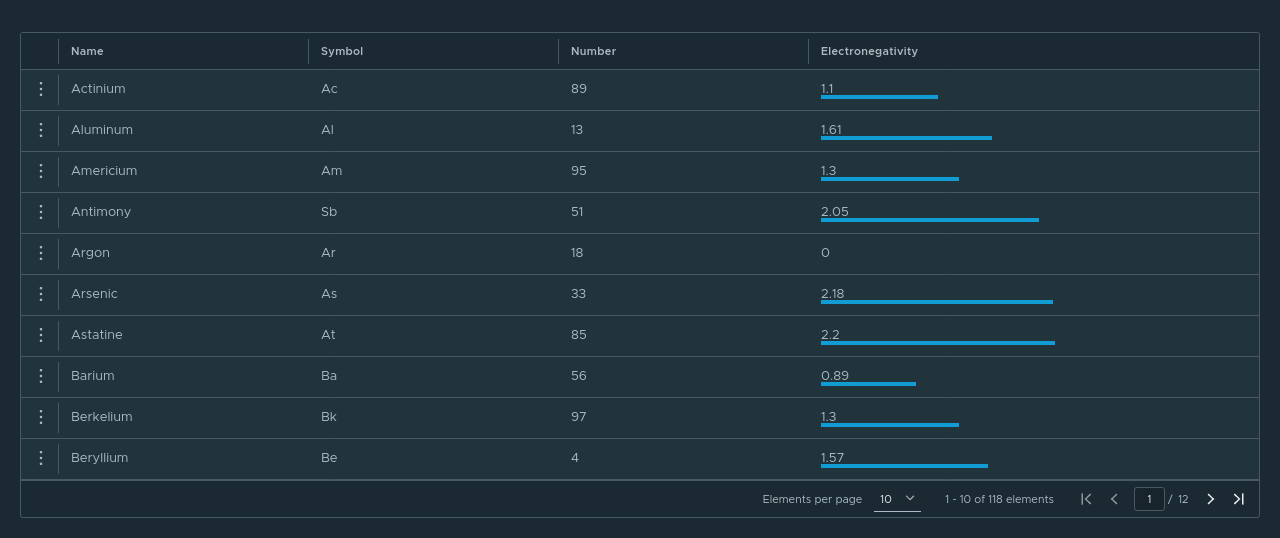 Name Symbol Number Electronegativity
Actinium Ac 89 1.1
Aluminum Al 13 1.61
Americium Am 95 1.3
Antimony Sb 51 2.05
Argon Ar 18 0
Arsenic As 33 2.18
Astatine At 85 2.2
Barium Ba 56 0.89
Berkelium Bk 97 1.3
Beryllium Be 4 1.57
Elements per page 10 1 - 10 of 118 elements 1 / 12